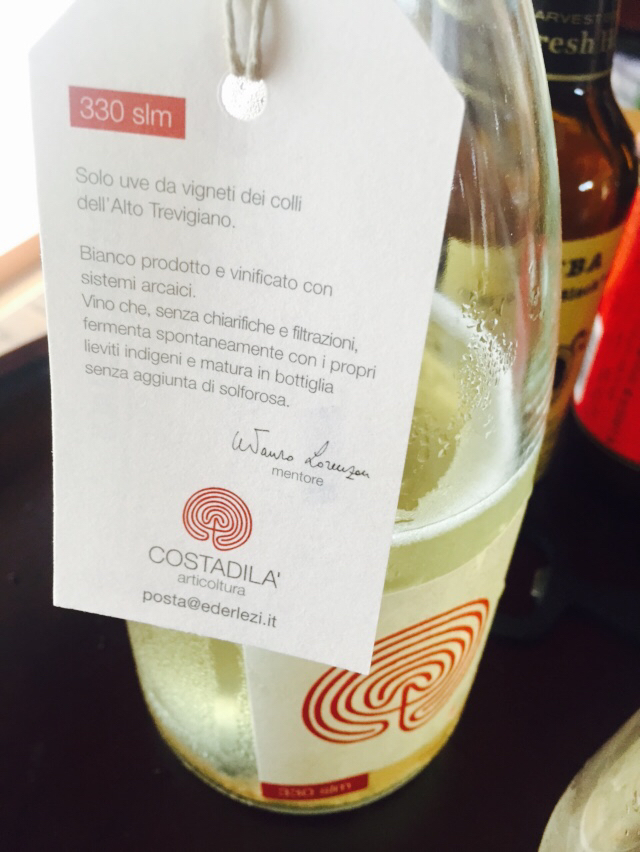 330 slm
Solo uve da vigneti dei colli
dell'Alto Trevigiano.
Bianco prodotto e vinificato con
sistemi arcaici.
Vino che, senza chiarifiche e filtrazioni,
fermenta spontaneamente con i propri
lieviti indigeni e matura in bottiglia
senza aggiunta di solforosa.
Mauro Lorenzon
mentore
COSTADILA'
articoltura
posta@ederlezi.it
330 slm